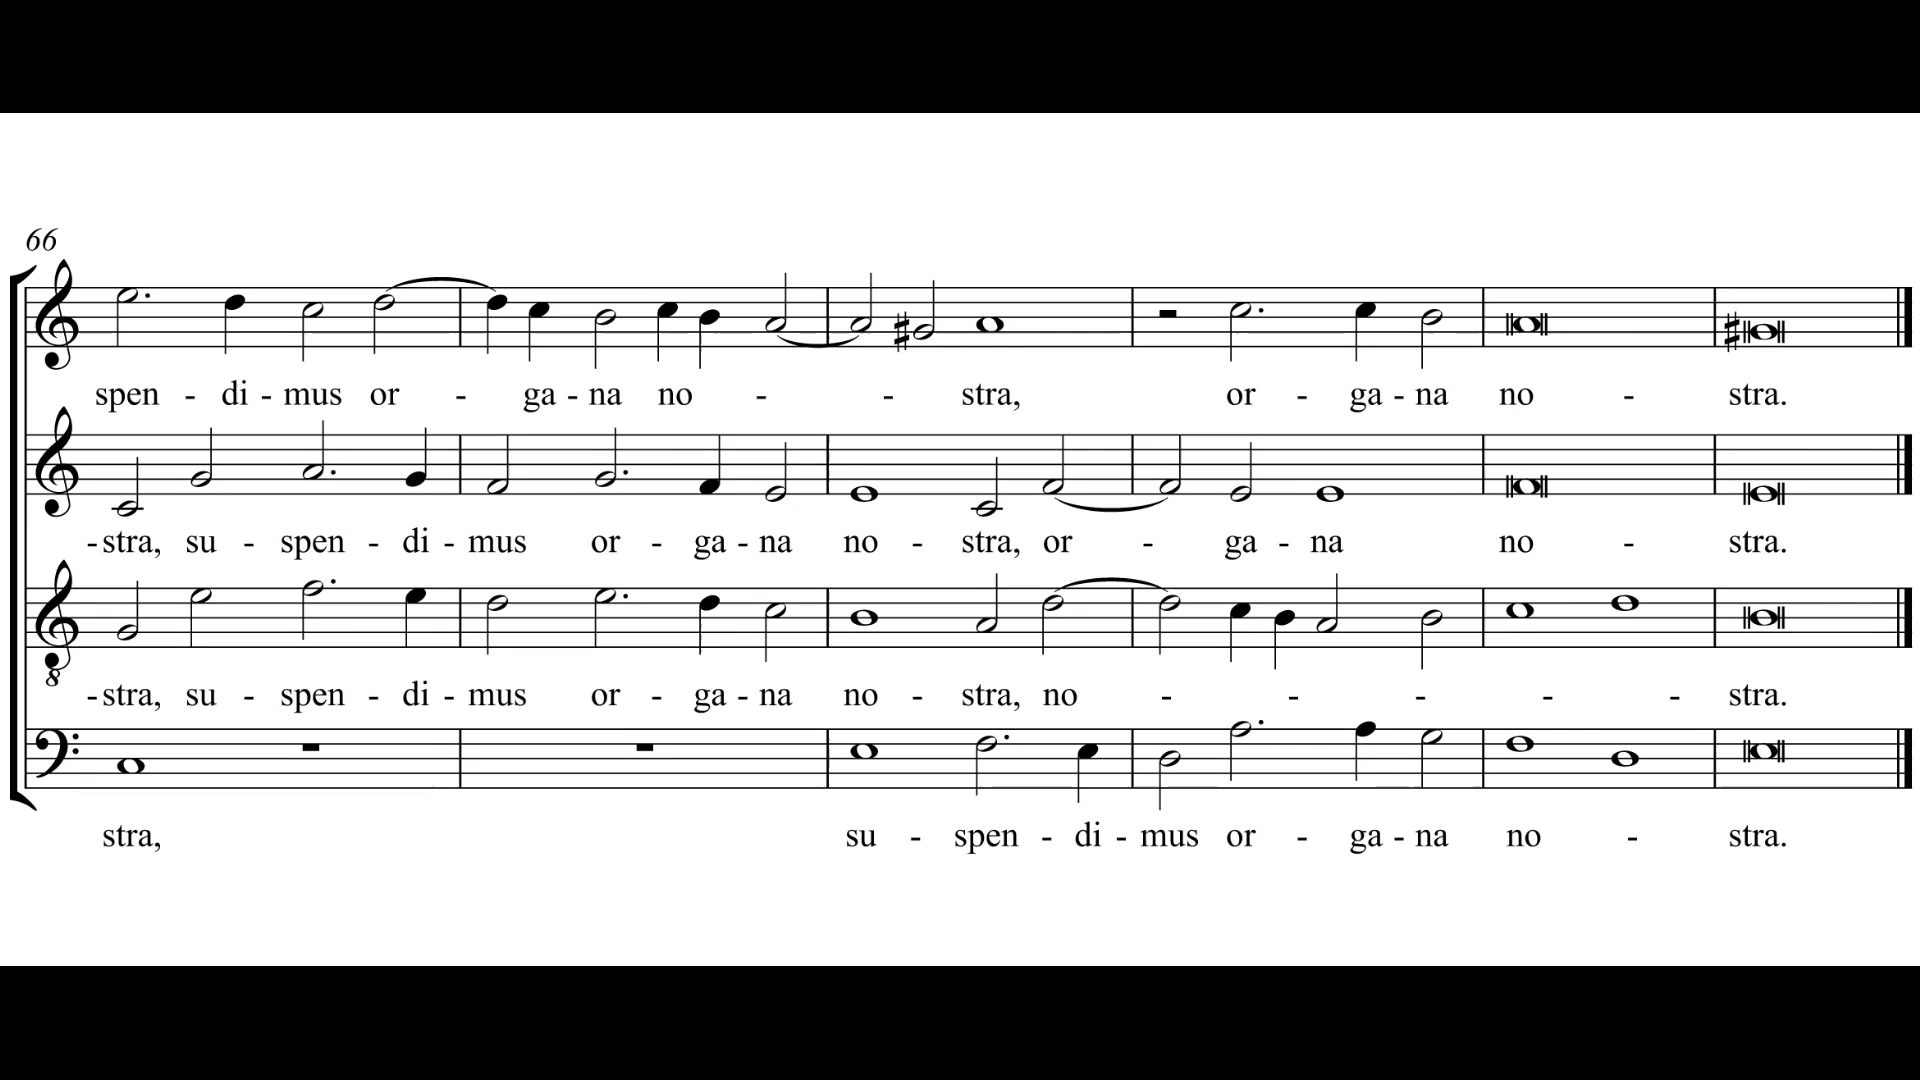 66
spen - di - mus or - ga - na no - - stra, or - ga - na no - stra.
-stra, su - spen - di - mus or - ga - na no - stra, or - ga - na no - stra.
8
-stra, su - spen - di - mus or - ga - na no - stra, no - - - - - stra.
stra, su - spen - di - mus or - ga - na no - stra.